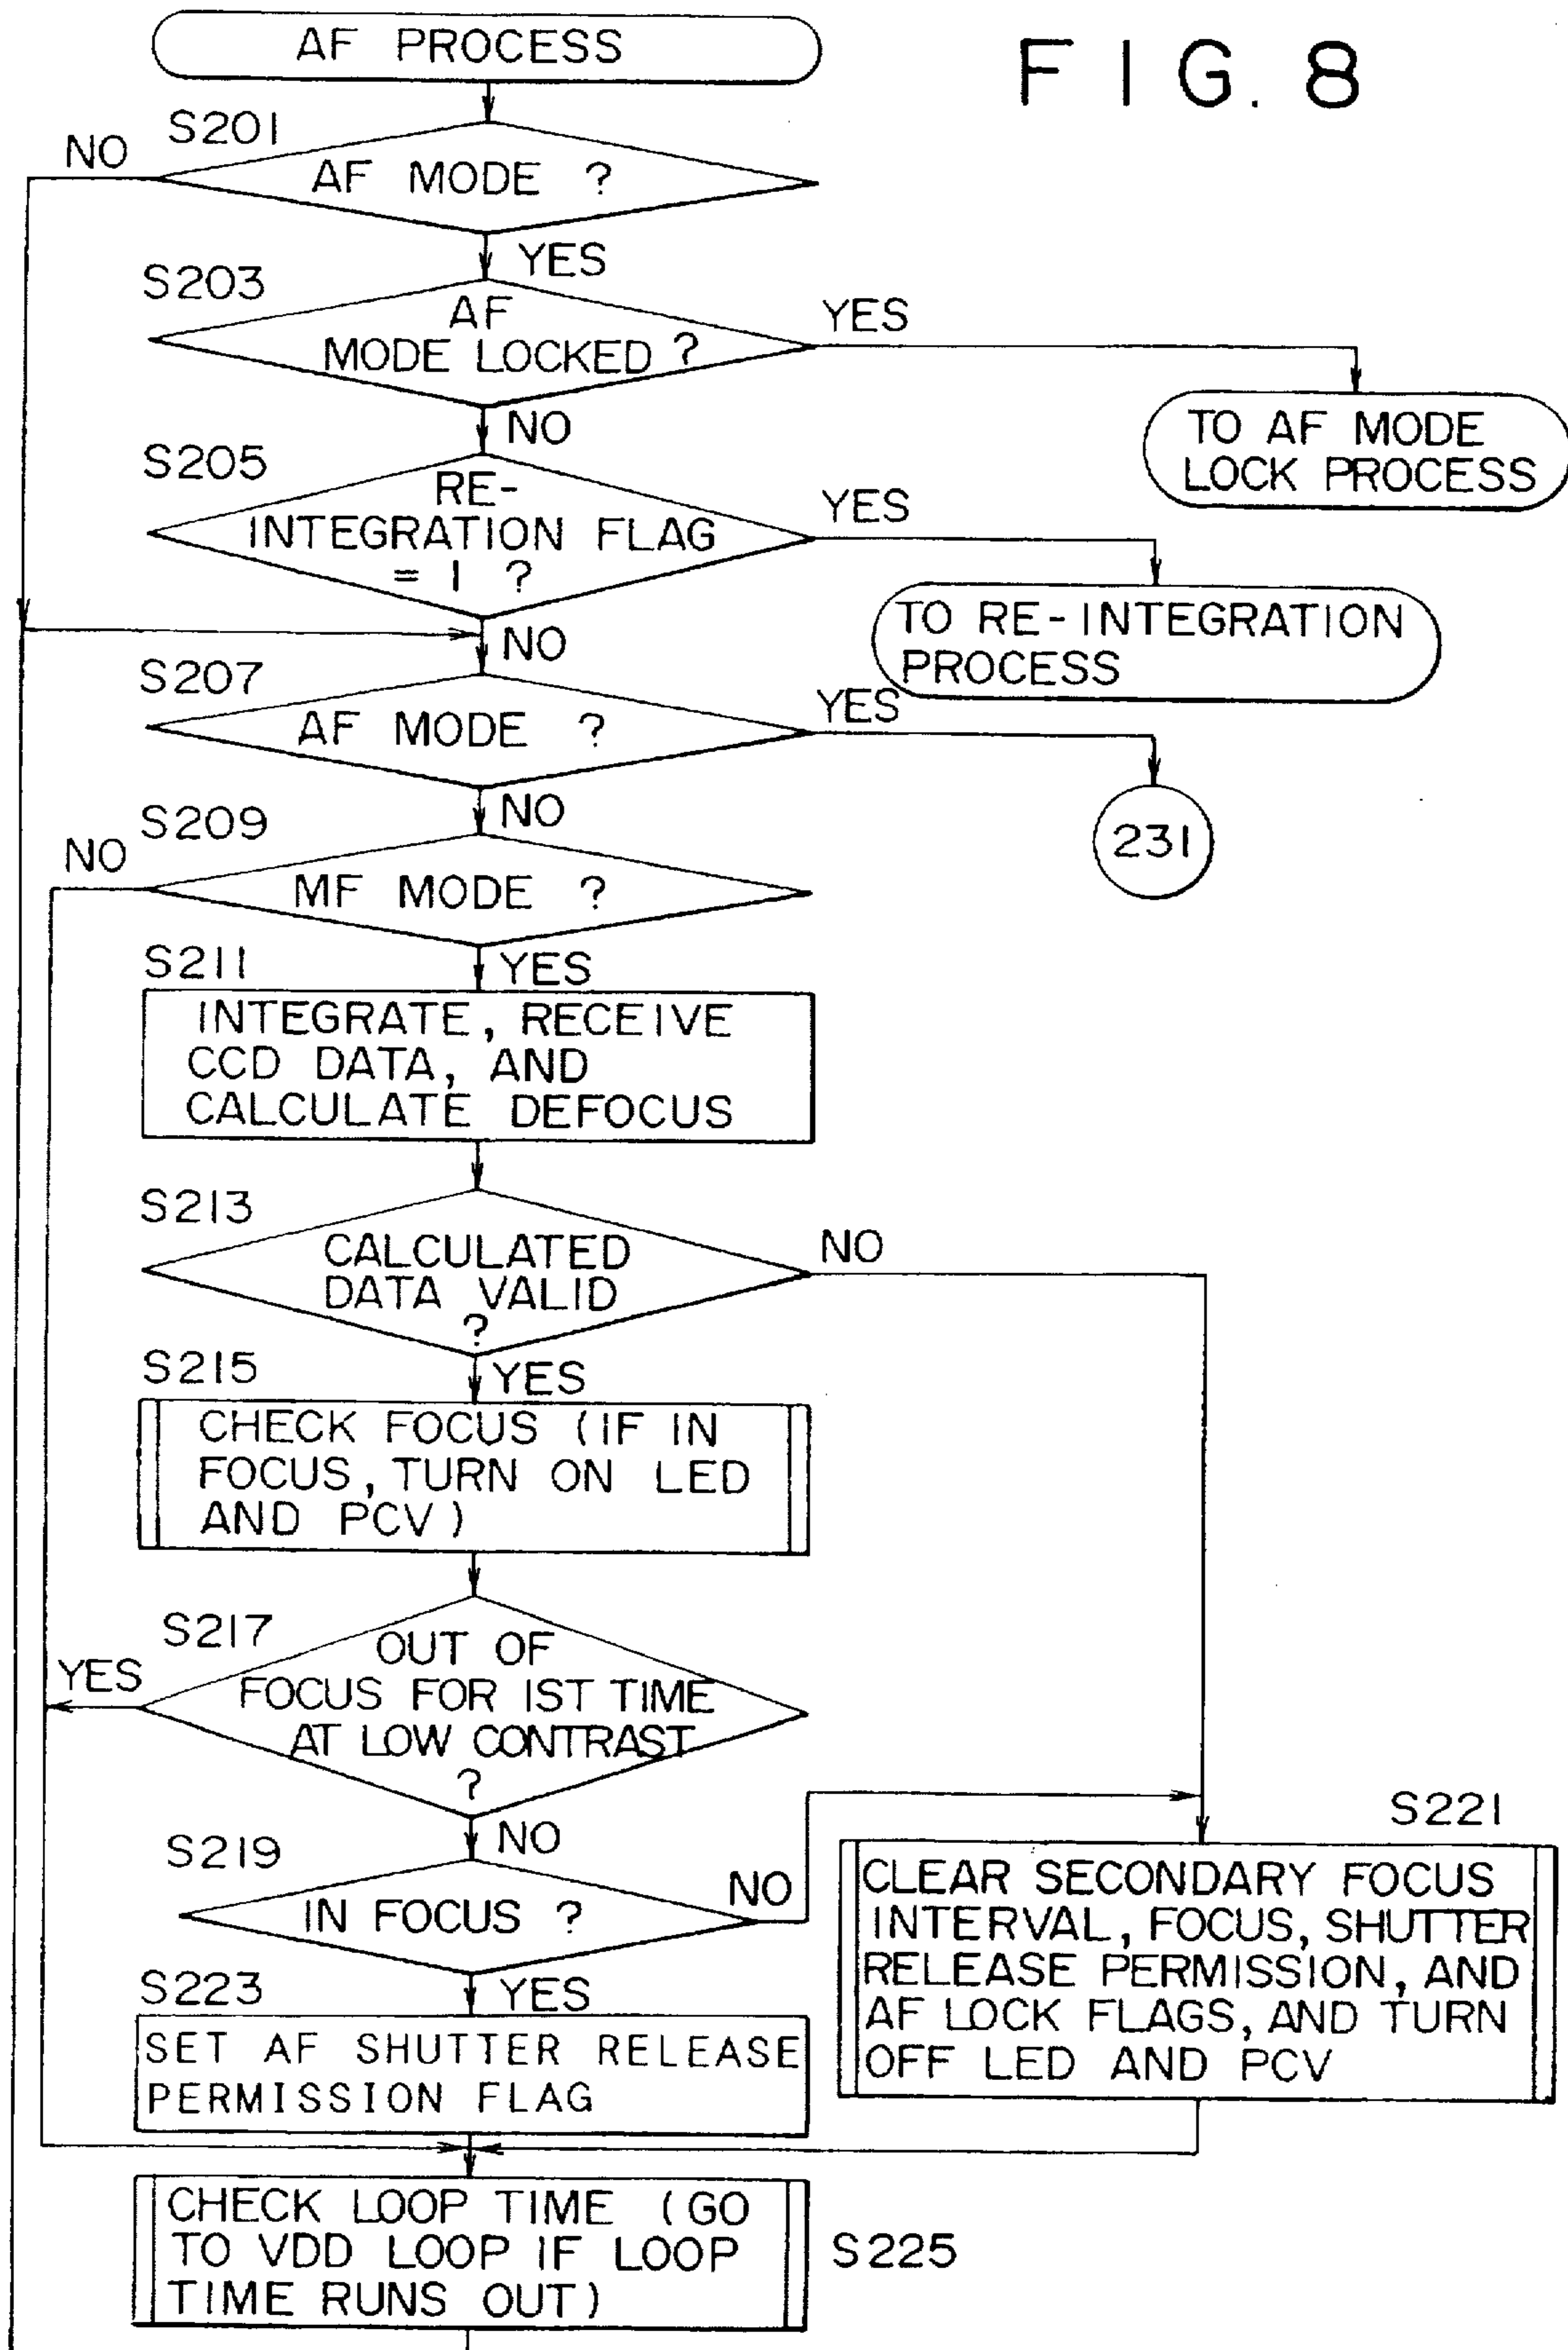 AF PROCESS
FIG. 8
S201
NO
AF MODE ?
YES
S203
AF
MODE LOCKED ?
YES
NO
TO AF MODE
LOCK PROCESS
S205
RE-
INTEGRATION FLAG
= 1 ?
YES
NO
TO RE-INTEGRATION
PROCESS
S207
AF MODE ?
YES
NO
231
S209
NO
MF MODE ?
YES
S211
INTEGRATE, RECEIVE
CCD DATA, AND
CALCULATE DEFOCUS
S213
CALCULATED
DATA VALID
?
NO
YES
S215
CHECK FOCUS (IF IN
FOCUS, TURN ON LED
AND PCV)
S217
YES
OUT OF
FOCUS FOR 1ST TIME
AT LOW CONTRAST
?
NO
S219
IN FOCUS ?
NO
YES
S221
CLEAR SECONDARY FOCUS
INTERVAL, FOCUS, SHUTTER
RELEASE PERMISSION, AND
AF LOCK FLAGS, AND TURN
OFF LED AND PCV
S223
SET AF SHUTTER RELEASE
PERMISSION FLAG
CHECK LOOP TIME (GO
TO VDD LOOP IF LOOP
TIME RUNS OUT)
S225